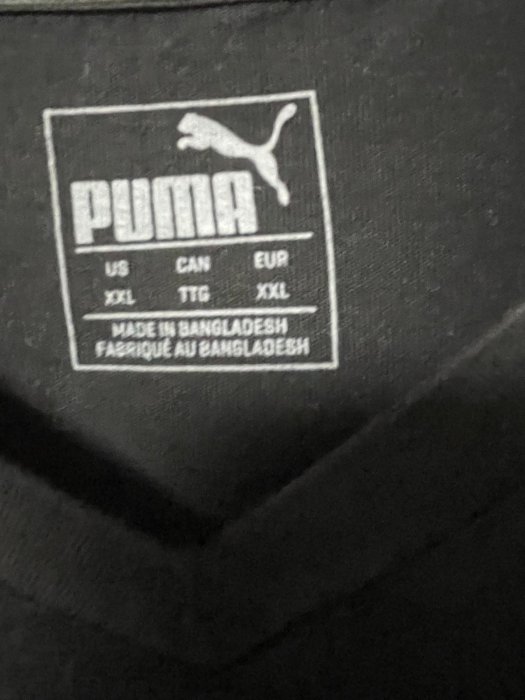 PUMA
US CAN EUR
XXL TTG XXL
MADE IN BANGLADESH
FABRIQUÉ AU BANGLADESH